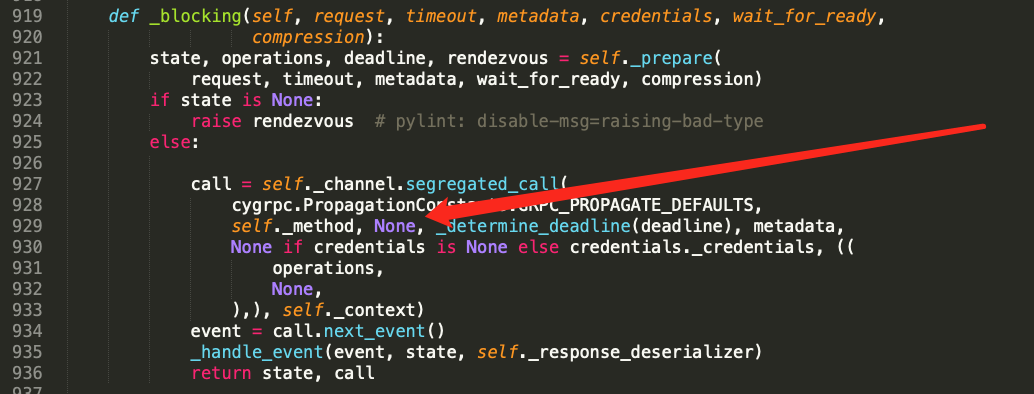 919 def _blocking(self, request, timeout, metadata, credentials, wait_for_ready,
920 compression):
921 state, operations, deadline, rendezvous = self._prepare(
922 request, timeout, metadata, wait_for_ready, compression)
923 if state is None:
924 raise rendezvous  # pylint: disable-msg=raising-bad-type
925 else:
926
927 call = self._channel.segregated_call(
928 cygrpc.PropagationConsta GRPC_PROPAGATE_DEFAULTS,
929 self._method, None, _determine_deadline(deadline), metadata,
930 None if credentials is None else credentials._credentials, ((
931 operations,
932 None,
933 ),), self._context)
934 event = call.next_event()
935 _handle_event(event, state, self._response_deserializer)
936 return state, call
937